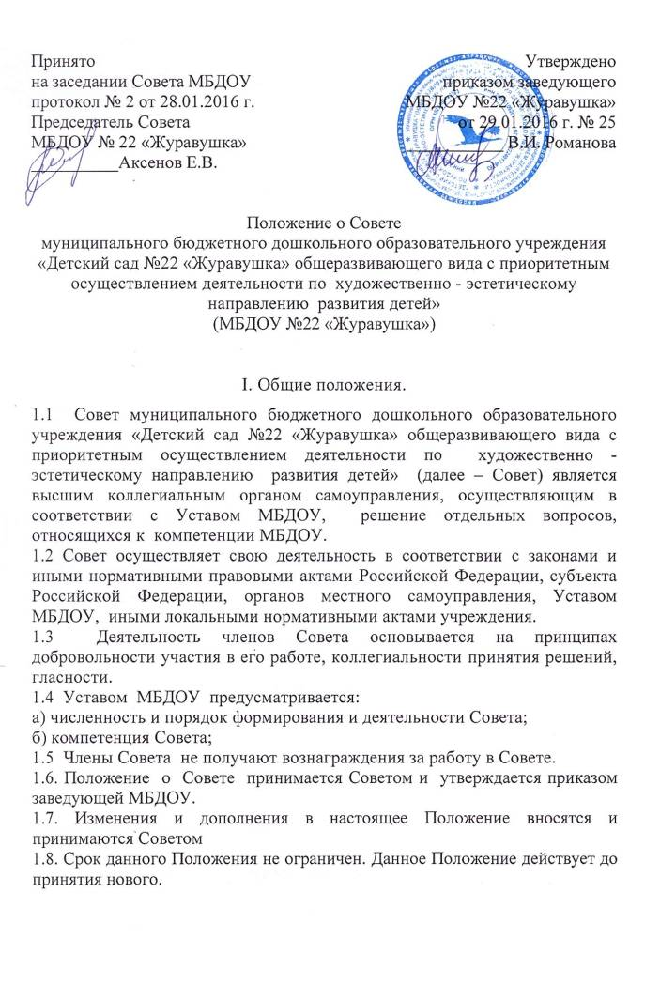 Принято
на заседании Совета МБДОУ
протокол № 2 от 28.01.2016 г.
Председатель Совета
МБДОУ № 22 «Журавушка»
__________Аксенов Е.В.
Утверждено
приказом заведующего
МБДОУ №22 «Журавушка»
от 29.01.2016 г. № 25
__________В.И. Романова
Положение о Совете
муниципального бюджетного дошкольного образовательного учреждения
«Детский сад №22 «Журавушка» общеразвивающего вида с приоритетным
осуществлением деятельности по художественно - эстетическому
направлению развития детей»
(МБДОУ №22 «Журавушка»)
I. Общие положения.
1.1 Совет муниципального бюджетного дошкольного образовательного
учреждения «Детский сад №22 «Журавушка» общеразвивающего вида с
приоритетным осуществлением деятельности по художественно -
эстетическому направлению развития детей» (далее – Совет) является
высшим коллегиальным органом самоуправления, осуществляющим в
соответствии с Уставом МБДОУ, решение отдельных вопросов,
относящихся к компетенции МБДОУ.
1.2 Совет осуществляет свою деятельность в соответствии с законами и
иными нормативными правовыми актами Российской Федерации, субъекта
Российской Федерации, органов местного самоуправления, Уставом
МБДОУ, иными локальными нормативными актами учреждения.
1.3 Деятельность членов Совета основывается на принципах
добровольности участия в его работе, коллегиальности принятия решений,
гласности.
1.4 Уставом МБДОУ предусматривается:
а) численность и порядок формирования и деятельности Совета;
б) компетенция Совета;
1.5 Члены Совета не получают вознаграждения за работу в Совете.
1.6. Положение о Совете принимается Советом и утверждается приказом
заведующей МБДОУ.
1.7. Изменения и дополнения в настоящее Положение вносятся и
принимаются Советом
1.8. Срок данного Положения не ограничен. Данное Положение действует до
принятия нового.